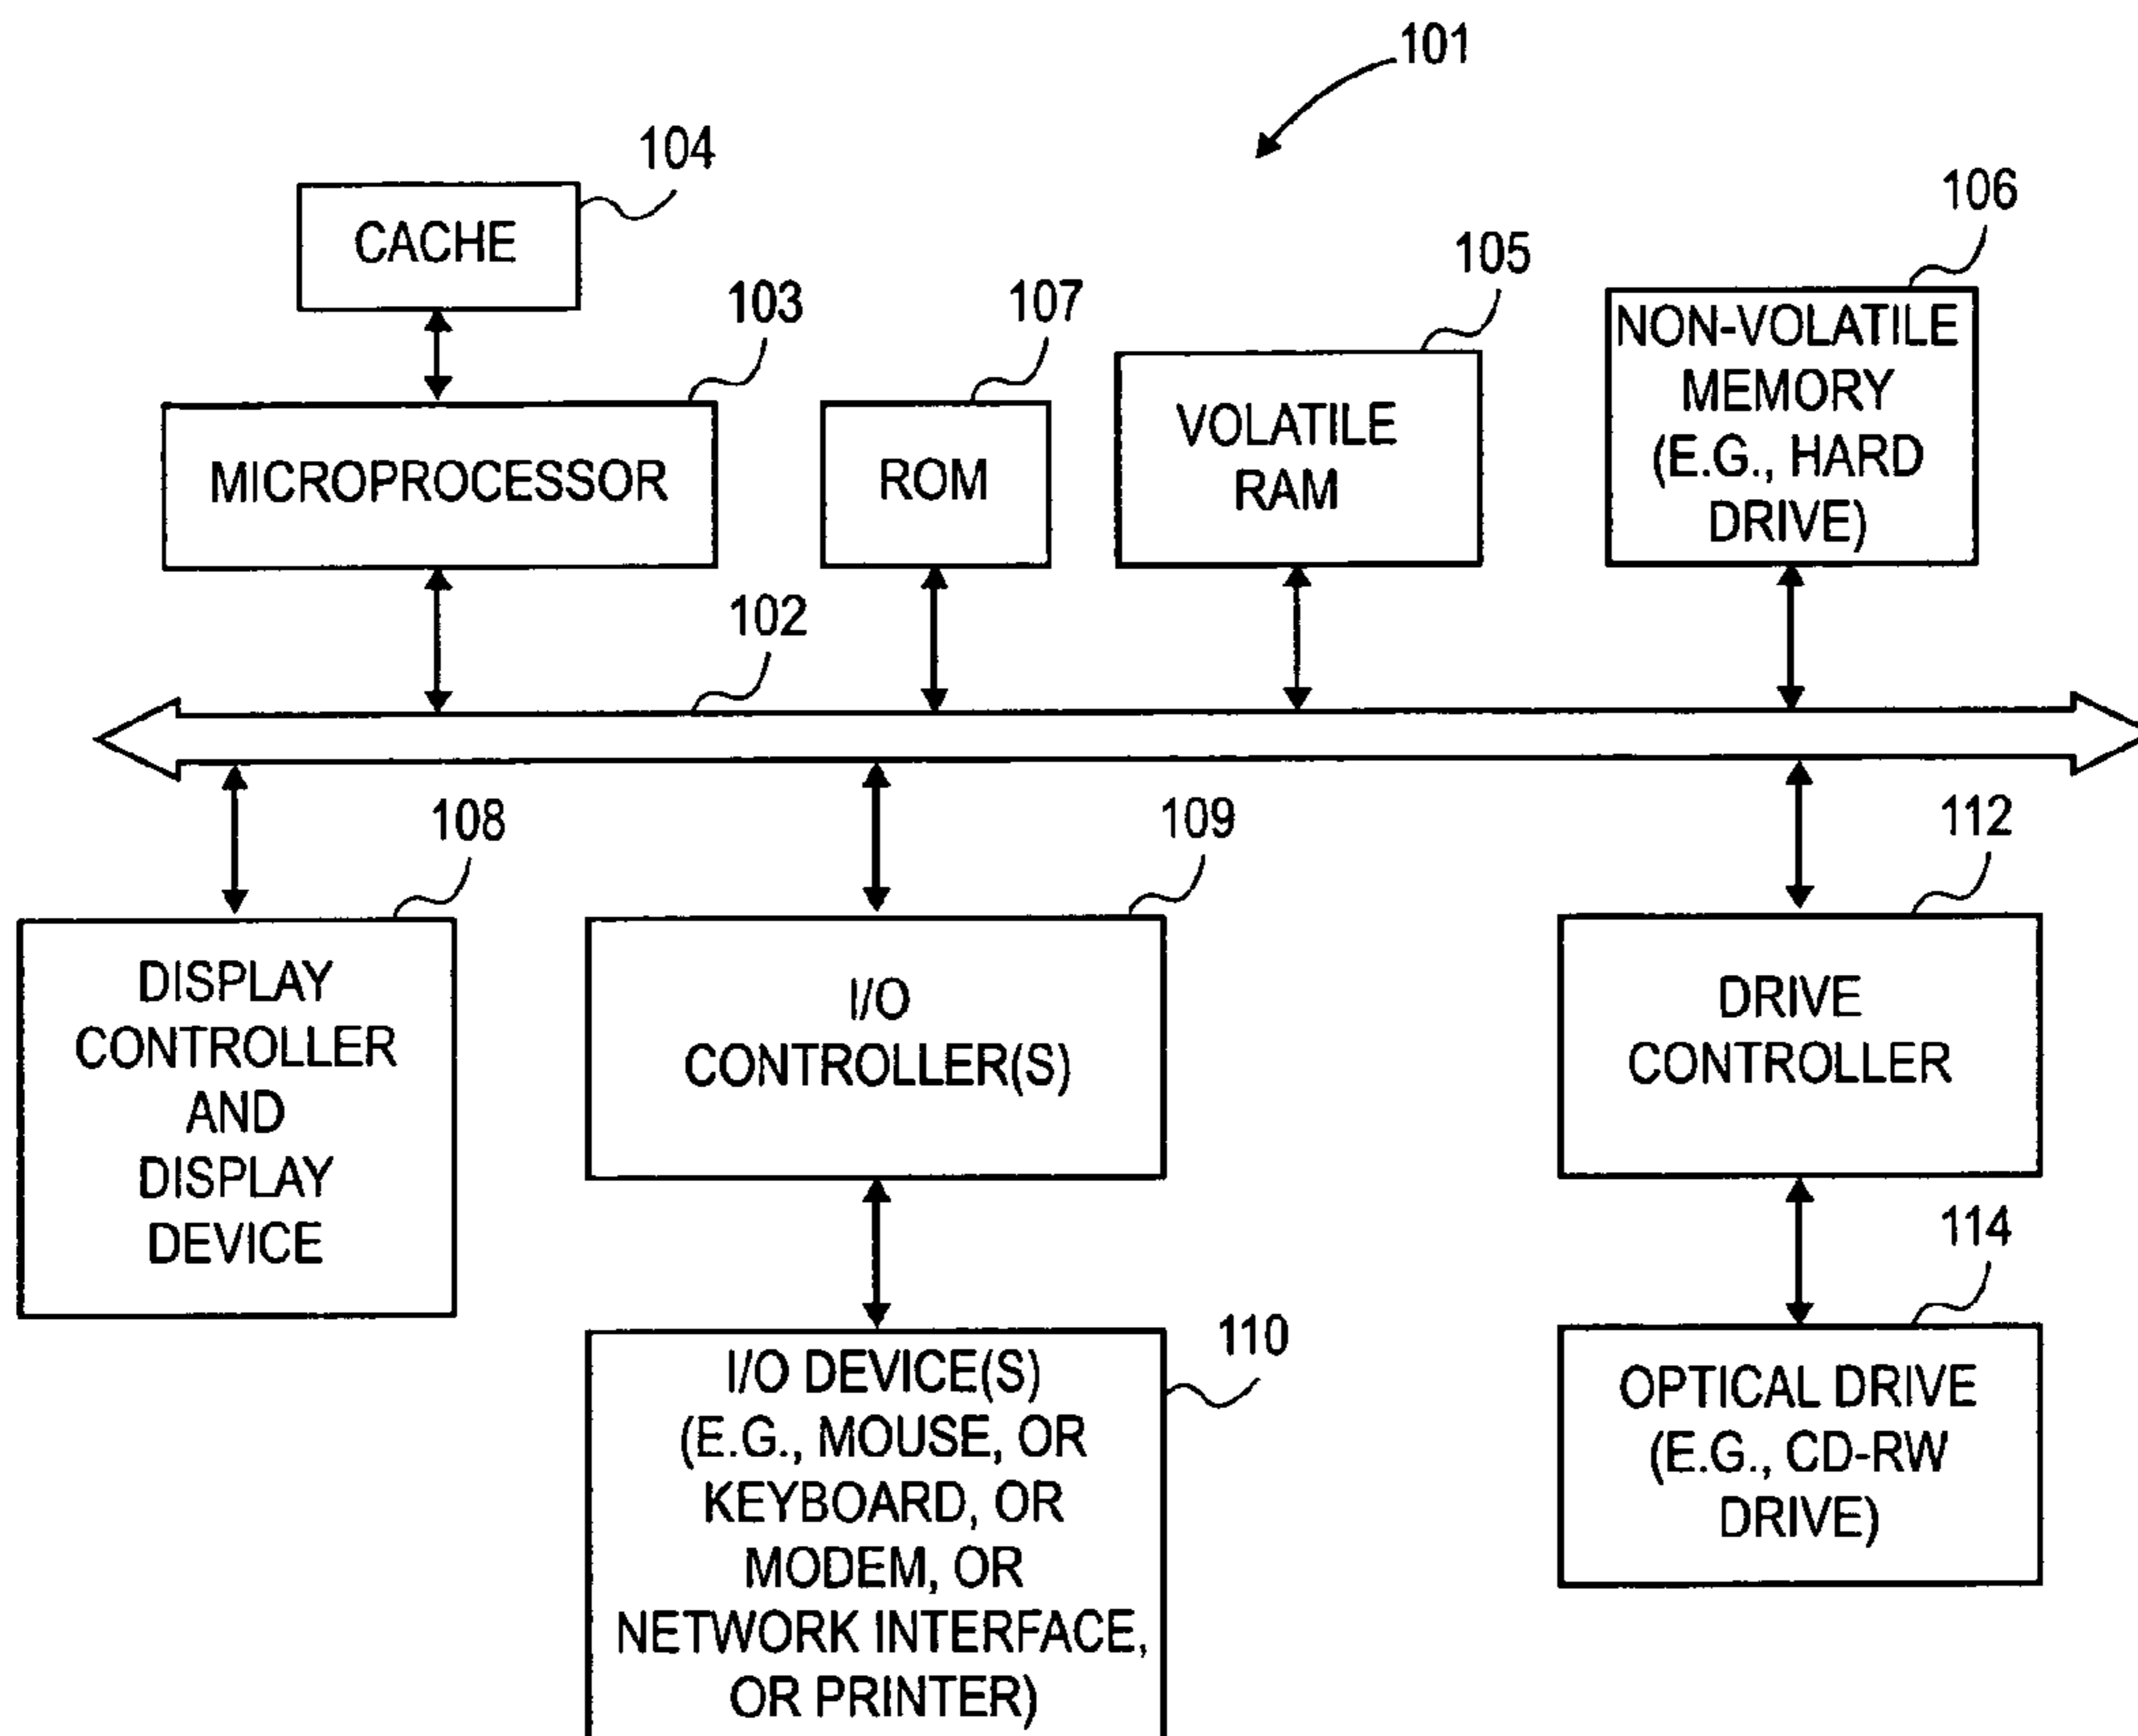 101
104
CACHE
106
105
103
107
NON-VOLATILE
MEMORY
(E.G., HARD
DRIVE)
VOLATILE
RAM
MICROPROCESSOR
ROM
102
108
109
112
DISPLAY
CONTROLLER
AND
DISPLAY
DEVICE
I/O
CONTROLLER(S)
DRIVE
CONTROLLER
110
114
I/O DEVICE(S)
(E.G., MOUSE, OR
KEYBOARD, OR
MODEM, OR
NETWORK INTERFACE,
OR PRINTER)
OPTICAL DRIVE
(E.G., CD-RW
DRIVE)